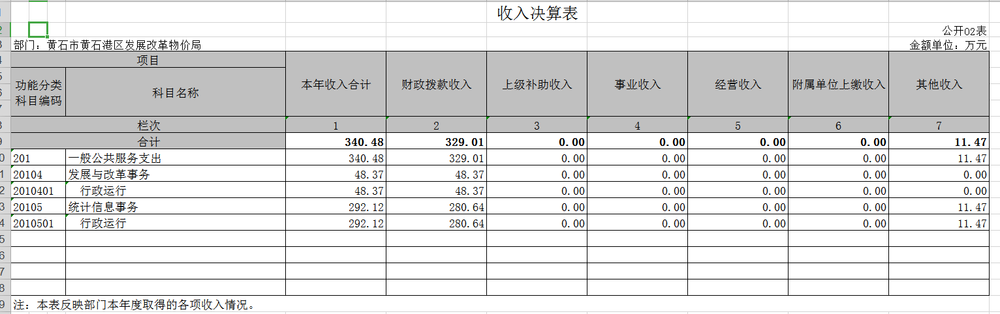 收入决算表
公开02表
部门：黄石市黄石港区发展改革物价局 金额单位：万元
项目 本年收入合计 财政拨款收入 上级补助收入 事业收入 经营收入 附属单位上缴收入 其他收入
功能分类科目编码 科目名称
栏次 1 2 3 4 5 6 7
合计 340.48 329.01 0.00 0.00 0.00 0.00 11.47
201 一般公共服务支出 340.48 329.01 0.00 0.00 0.00 0.00 11.47
20104 发展与改革事务 48.37 48.37 0.00 0.00 0.00 0.00 0.00
2010401 行政运行 48.37 48.37 0.00 0.00 0.00 0.00 0.00
20105 统计信息事务 292.12 280.64 0.00 0.00 0.00 0.00 11.47
2010501 行政运行 292.12 280.64 0.00 0.00 0.00 0.00 11.47
注：本表反映部门本年度取得的各项收入情况。